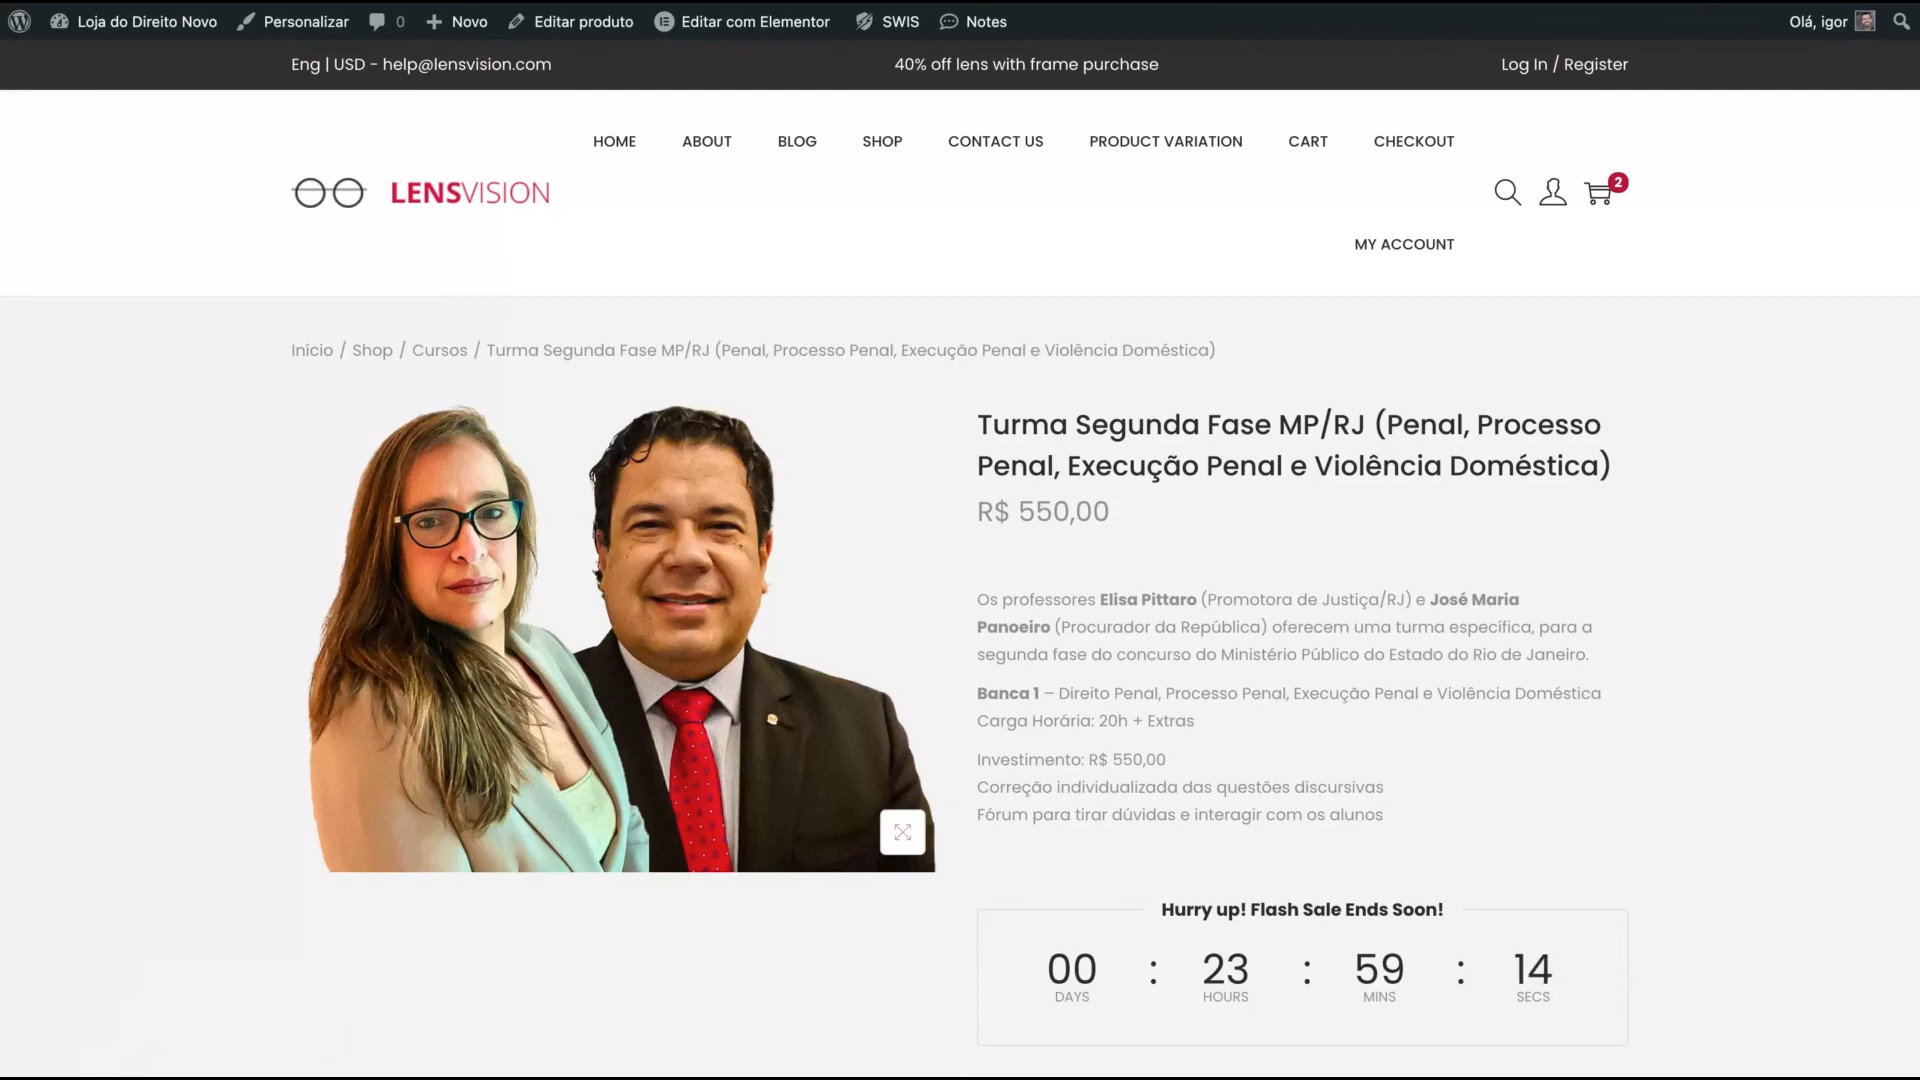 Loja do Direito Novo Personalizar 0 Novo Editar produto Editar com Elementor SWIS Notes Olá, igor
Eng | USD - help@lensvision.com 40% off lens with frame purchase Log In / Register
HOME ABOUT BLOG SHOP CONTACT US PRODUCT VARIATION CART CHECKOUT
LENSVISION 2
MY ACCOUNT
Início / Shop / Cursos / Turma Segunda Fase MP/RJ (Penal, Processo Penal, Execução Penal e Violência Doméstica)
Turma Segunda Fase MP/RJ (Penal, Processo
Penal, Execução Penal e Violência Doméstica)
R$ 550,00
Os professores Elisa Pittaro (Promotora de Justiça/RJ) e José Maria
Panoeiro (Procurador da República) oferecem uma turma específica, para a
segunda fase do concurso do Ministério Público do Estado do Rio de Janeiro.
Banca 1 – Direito Penal, Processo Penal, Execução Penal e Violência Doméstica
Carga Horária: 20h + Extras
Investimento: R$ 550,00
Correção individualizada das questões discursivas
Fórum para tirar dúvidas e interagir com os alunos
Hurry up! Flash Sale Ends Soon!
00 : 23 : 59 : 14
DAYS HOURS MINS SECS